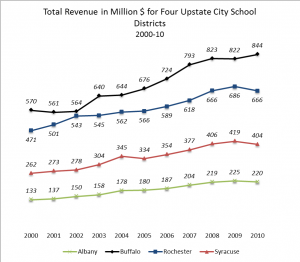 Total Revenue in Million $ for Four Upstate City School
Districts
2000-10
570 561 564 640 644 676 724 793 823 822 844
471 501 543 545 562 566 589 618 666 686 666
262 273 278 304 345 334 354 377 406 419 404
133 137 150 158 178 180 187 204 219 225 220
2000 2001 2002 2003 2004 2005 2006 2007 2008 2009 2010
Albany Buffalo Rochester Syracuse